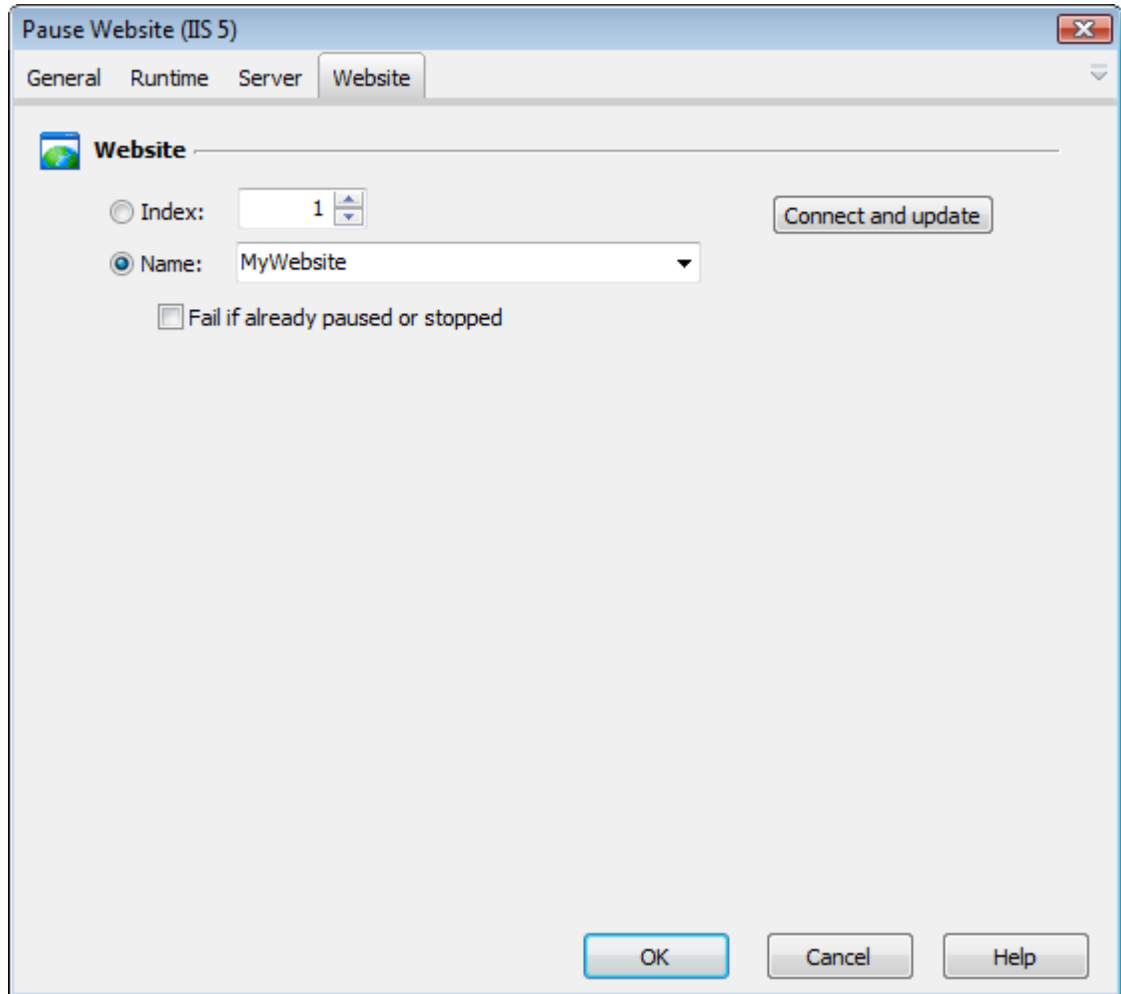 Pause Website (IIS 5)
General Runtime Server Website
Website
Index: 1 Connect and update
Name: MyWebsite
Fail if already paused or stopped
OK Cancel Help